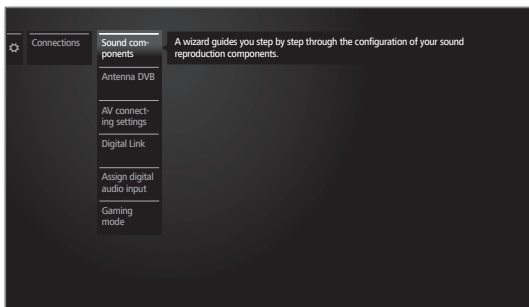 Connections
Sound com-
ponents
A wizard guides you step by step through the configuration of your sound
reproduction components.
Antenna DVB
AV connect-
ing settings
Digital Link
Assign digital
audio input
Gaming
mode